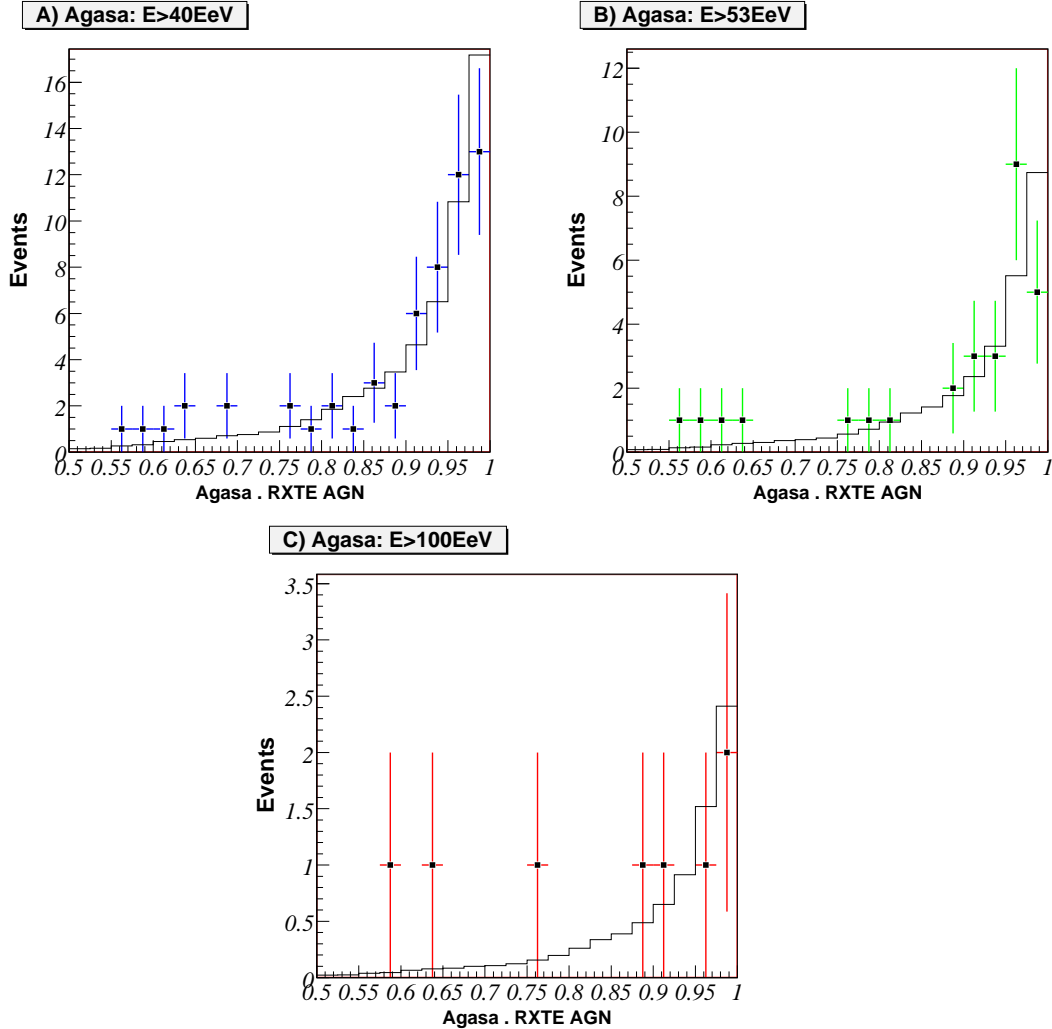 A) Agasa: E>40EeV
Events
16
14
12
10
8
6
4
2
0
0.5 0.55 0.6 0.65 0.7 0.75 0.8 0.85 0.9 0.95 1
Agasa . RXTE AGN
B) Agasa: E>53EeV
Events
12
10
8
6
4
2
0
0.5 0.55 0.6 0.65 0.7 0.75 0.8 0.85 0.9 0.95 1
Agasa . RXTE AGN
C) Agasa: E>100EeV
Events
3.5
3
2.5
2
1.5
1
0.5
0
0.5 0.55 0.6 0.65 0.7 0.75 0.8 0.85 0.9 0.95 1
Agasa . RXTE AGN